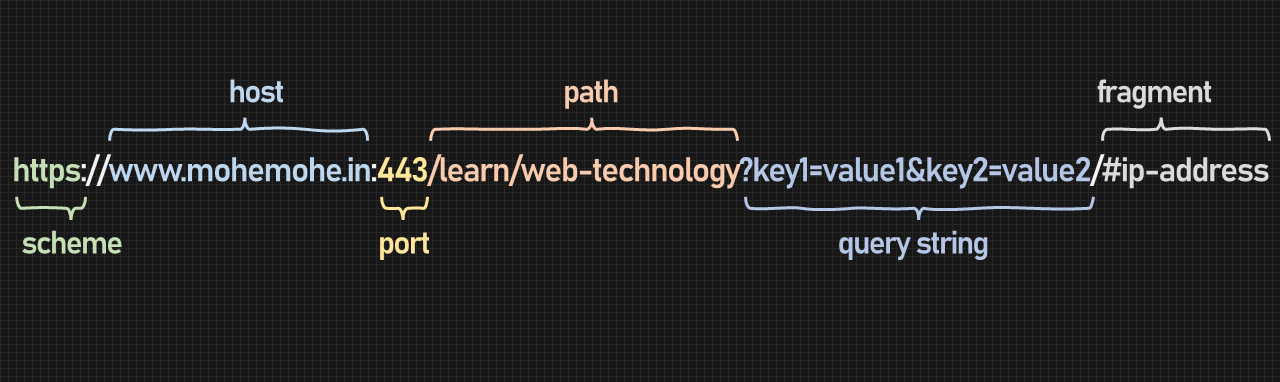 host path fragment
https://www.mohemohe.in:443/learn/web-technology?key1=value1&key2=value2/#ip-address
scheme port query string